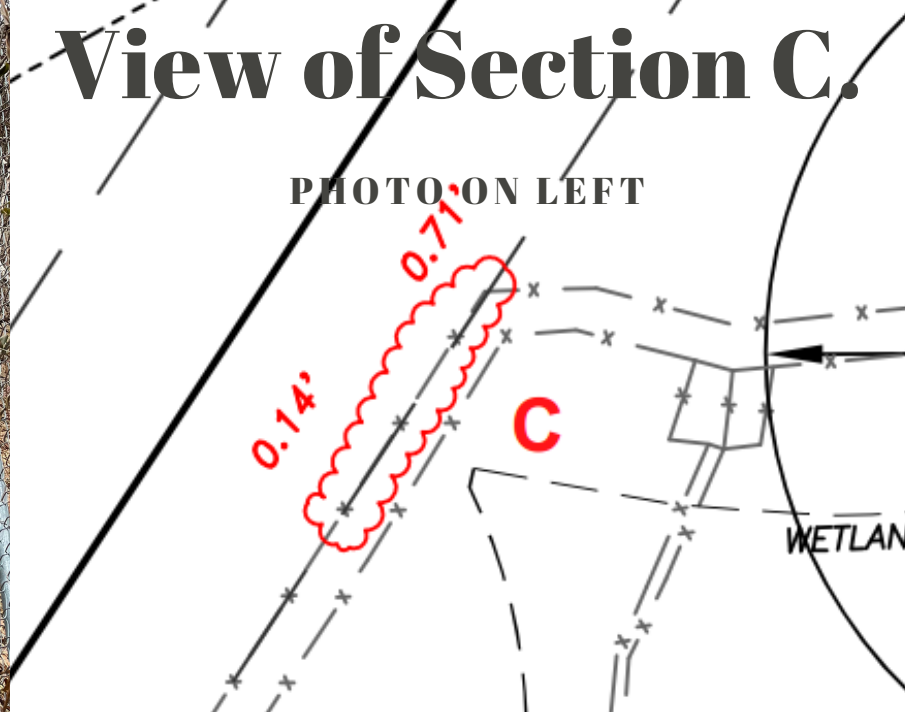 View of Section C.
PHOTO ON LEFT
0.71'
0.14'
C
WETLAN